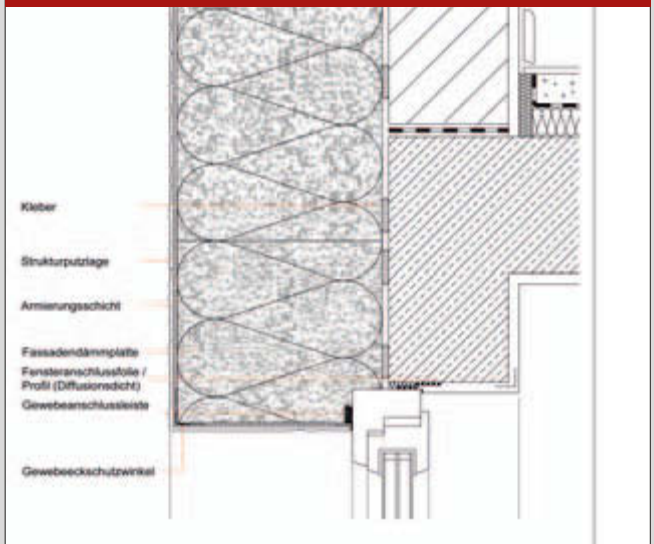 Kleber
Strukturputzlage
Armierungsschicht
Fassadendämmplatte
Fensteranschlussfolie /
Profil (Diffusionsdicht)
Gewebeanschlussleiste
Gewebeeckschutzwinkel